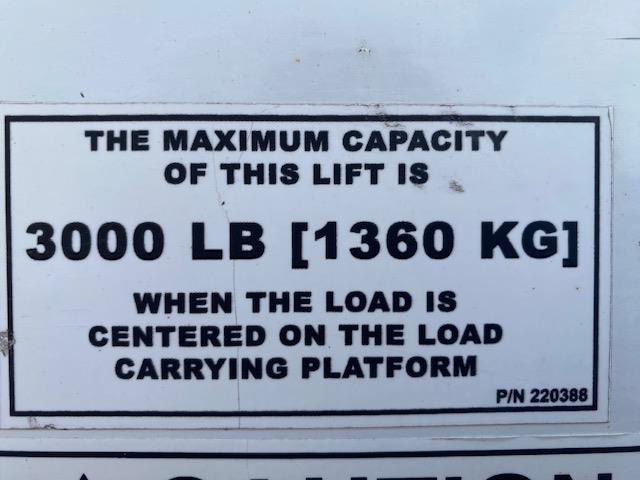 THE MAXIMUM CAPACITY
OF THIS LIFT IS
3000 LB [1360 KG]
WHEN THE LOAD IS
CENTERED ON THE LOAD
CARRYING PLATFORM
P/N 220388
CAUTION